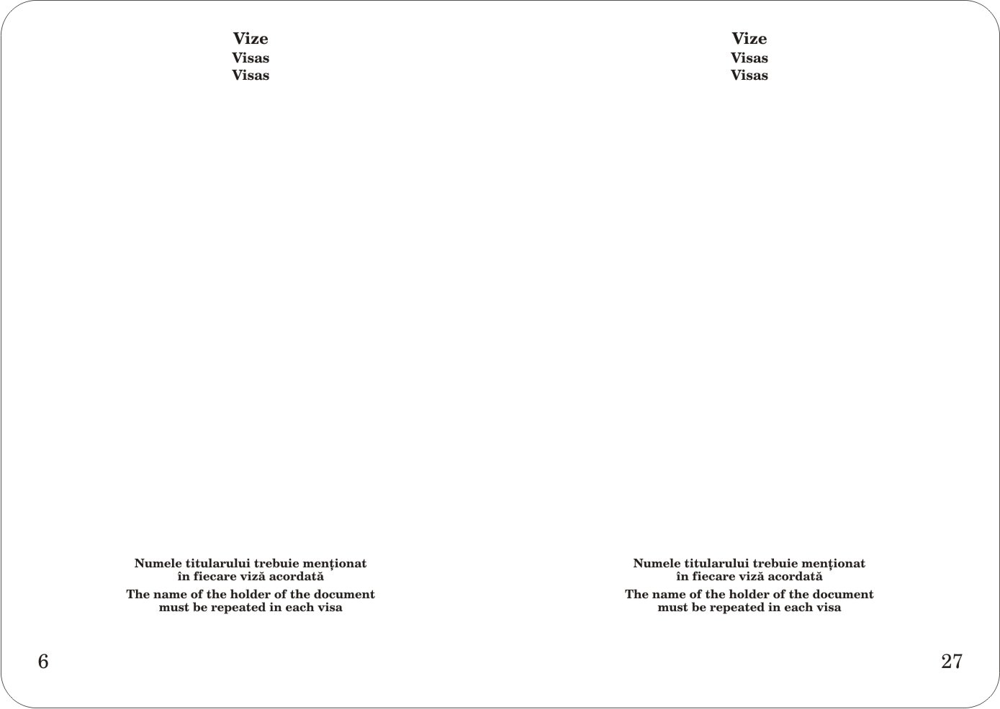 Vize
Visas
Visas
Numele titularului trebuie menționat
în fiecare viză acordată
The name of the holder of the document
must be repeated in each visa
6
Vize
Visas
Visas
Numele titularului trebuie menționat
în fiecare viză acordată
The name of the holder of the document
must be repeated in each visa
27